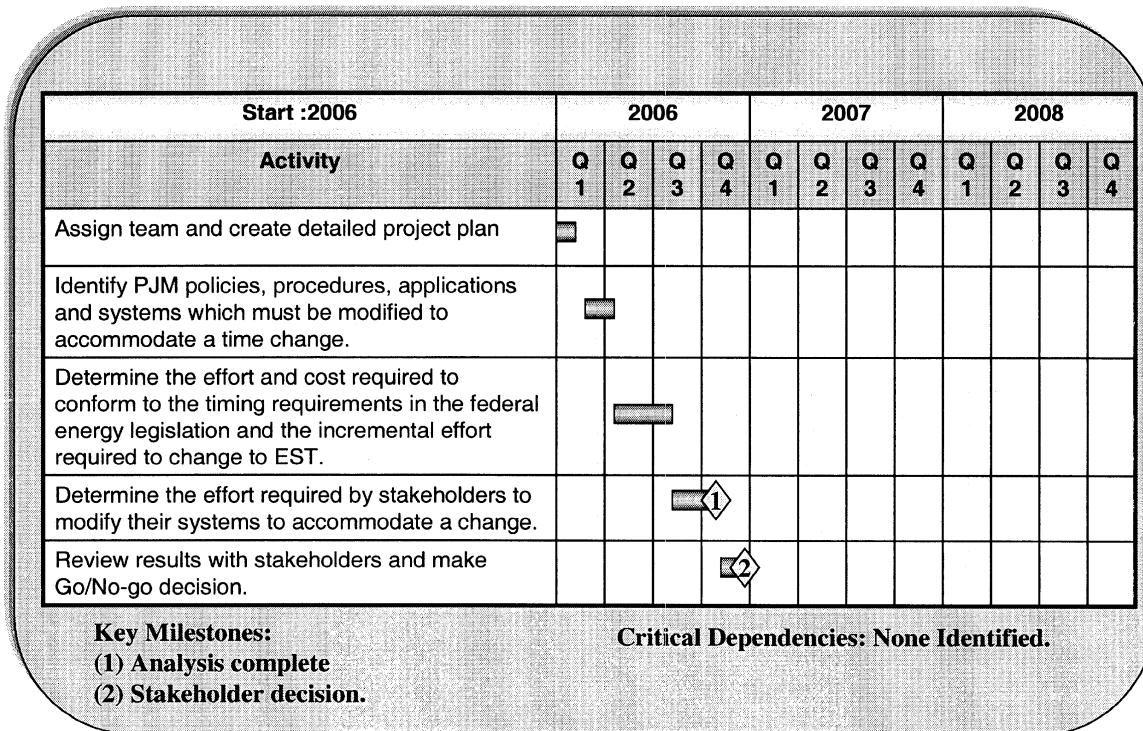 Start :2006 2006 2007 2008
Activity Q 1 Q 2 Q 3 Q 4 Q 1 Q 2 Q 3 Q 4 Q 1 Q 2 Q 3 Q 4
Assign team and create detailed project plan
Identify PJM policies, procedures, applications
and systems which must be modified to
accommodate a time change.
Determine the effort and cost required to
conform to the timing requirements in the federal
energy legislation and the incremental effort
required to change to EST.
Determine the effort required by stakeholders to
modify their systems to accommodate a change.
1
Review results with stakeholders and make
Go/No-go decision.
2
Key Milestones:
(1) Analysis complete
(2) Stakeholder decision.
Critical Dependencies: None Identified.